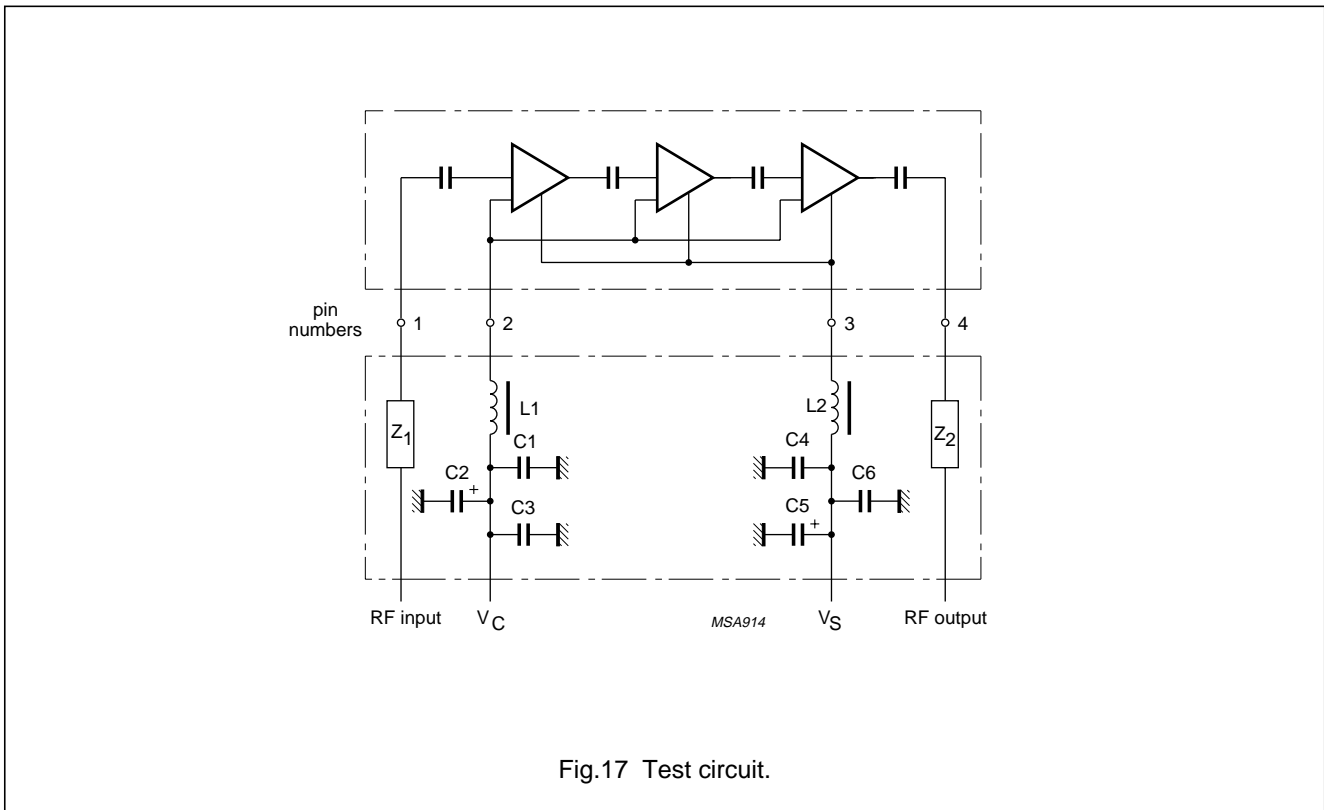 pin
numbers
1
2
3
4
Z1
L1
C1
C2
+
C3
L2
Z2
C4
C6
C5
+
RF input
VC
MSA914
VS
RF output
Fig.17 Test circuit.